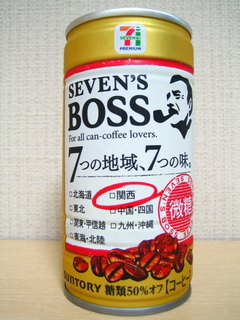 7
SEVEN
PREMIUM
SEVEN'S
BOSS
For all can-coffee lovers.
7つの地域、7つの味。
□北海道 □関西
□東北 □中国・四国
□関東・甲信越 □九州・沖縄
□東海・北陸
微糖
SUNTORY 糖類50%オフ【コーヒー】